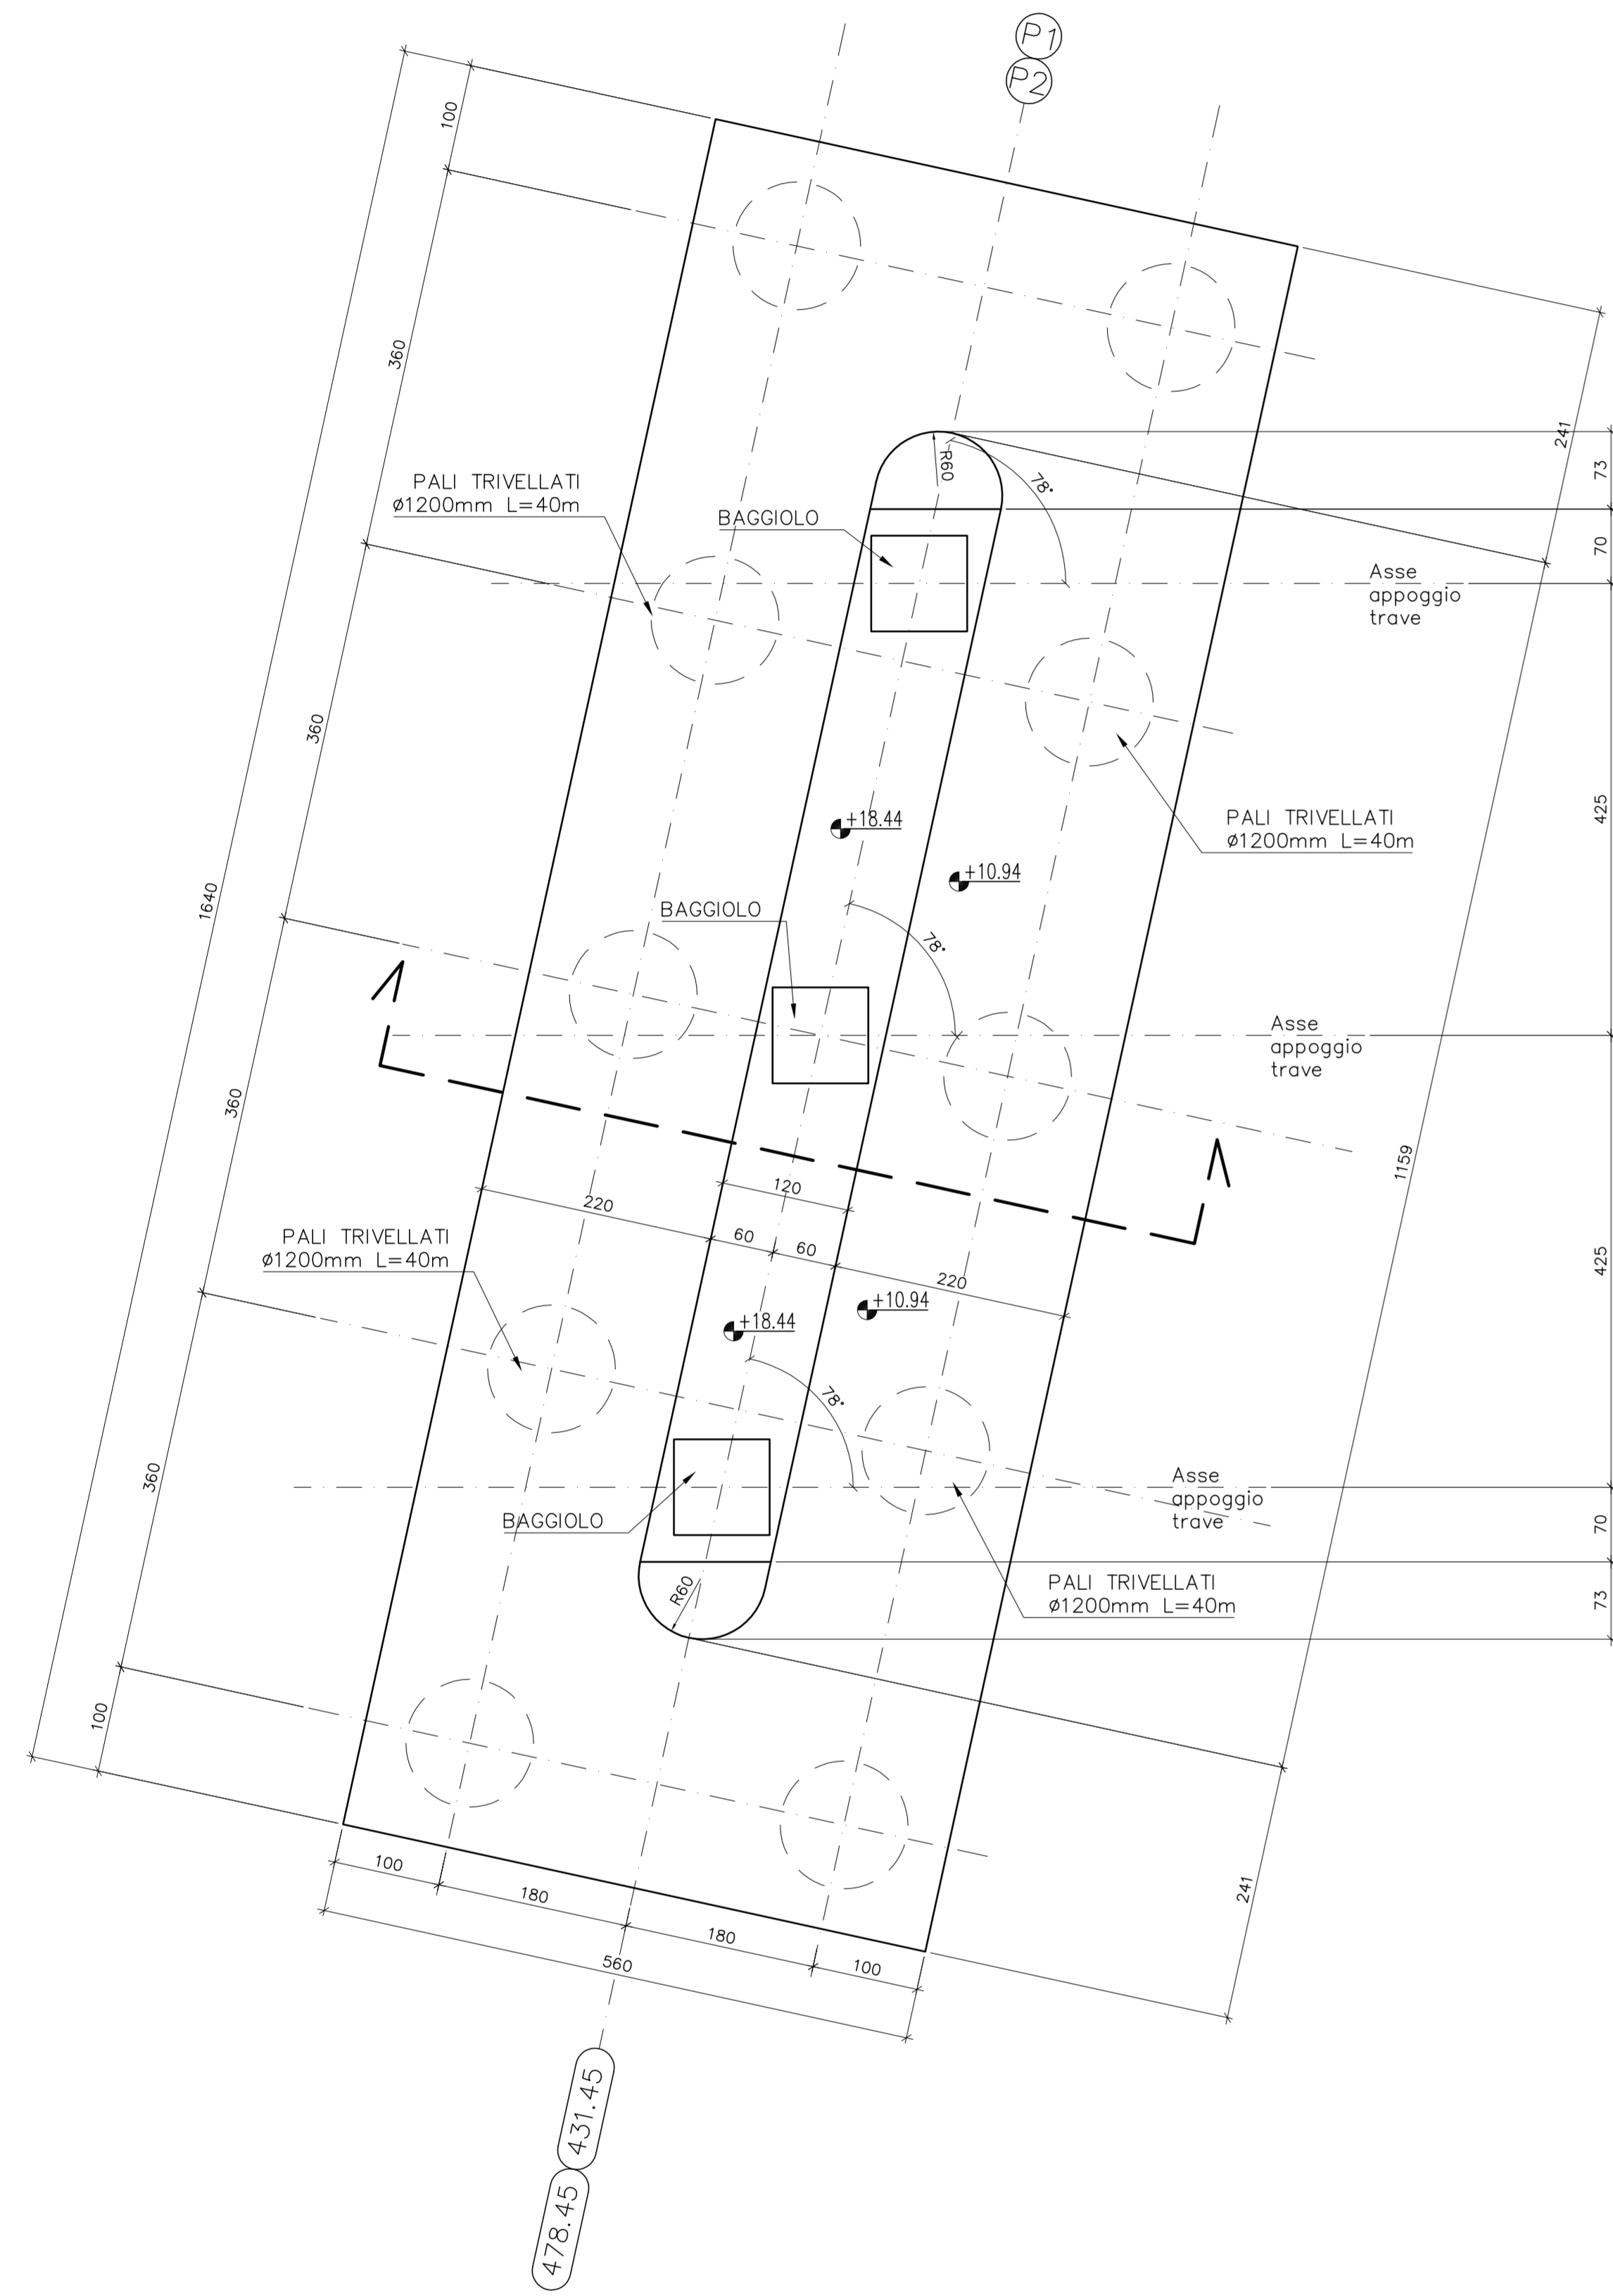 P1
P2
100
360
241
73
R60
78°
PALI TRIVELLATI
ø1200mm L=40m
BAGGIOLO
70
Asse
appoggio
trave
360
425
+18.44
PALI TRIVELLATI
ø1200mm L=40m
+10.94
1640
BAGGIOLO
78°
Asse
appoggio
trave
360
1159
120
220
60
60
220
PALI TRIVELLATI
ø1200mm L=40m
425
+10.94
+18.44
78°
360
Asse
appoggio
trave
BAGGIOLO
70
R60
PALI TRIVELLATI
ø1200mm L=40m
73
100
100
180
180
100
560
241
431.45
478.45